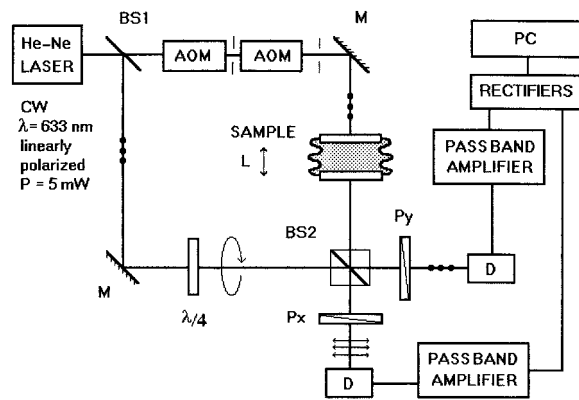 BS1
M
He-Ne
LASER
AOM
AOM
PC
RECTIFIERS
CW
λ= 633 nm
linearly
polarized
P = 5 mW
SAMPLE
L
PASS BAND
AMPLIFIER
BS2
Py
D
M
λ/4
Px
D
PASS BAND
AMPLIFIER